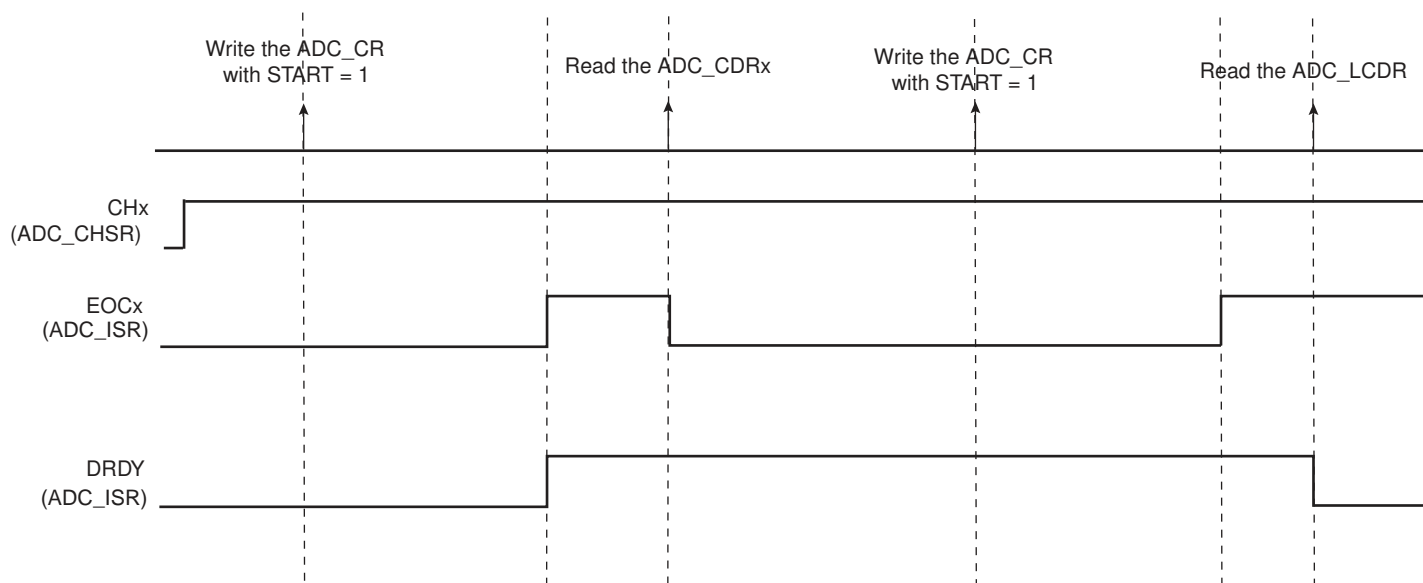 Write the ADC_CR
with START = 1
Read the ADC_CDRx
Write the ADC_CR
with START = 1
Read the ADC_LCDR
CHx
(ADC_CHSR)
EOCx
(ADC_ISR)
DRDY
(ADC_ISR)